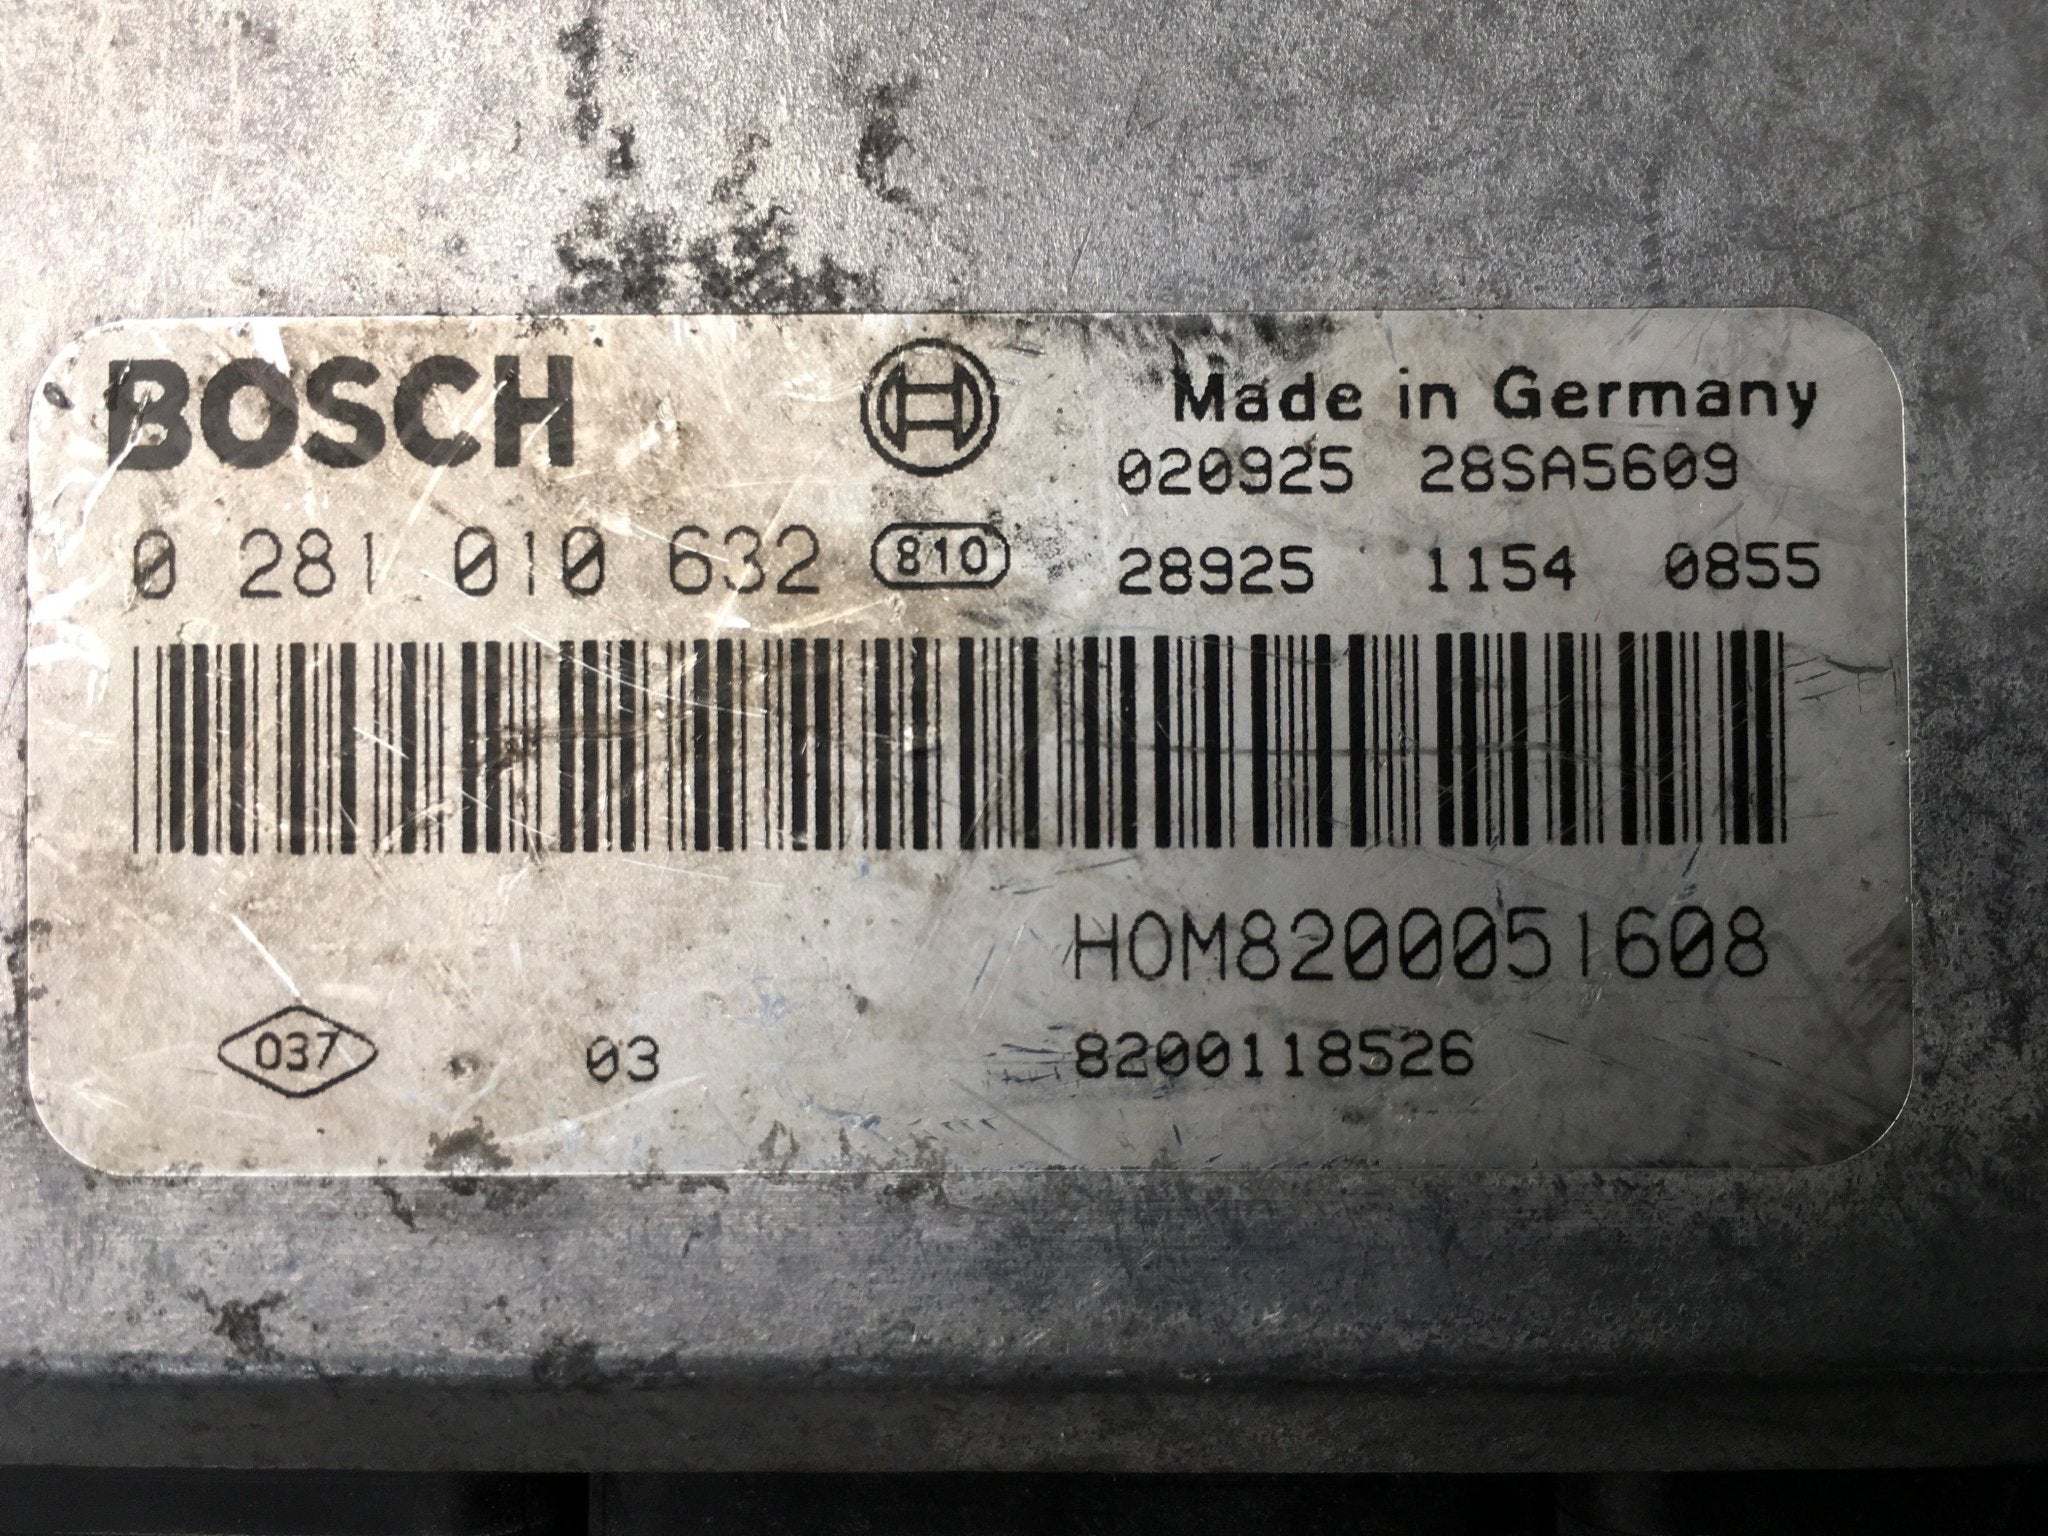 BOSCH
Made in Germany
020925 28SA5609
0 281 010 632 810
28925 1154 0855
HOM8200051608
037 03 8200118526